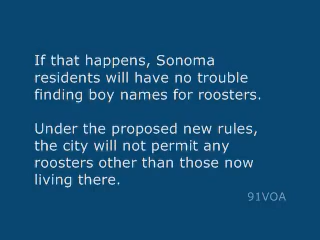 If that happens, Sonoma
residents will have no trouble
finding boy names for roosters.
Under the proposed new rules,
the city will not permit any
roosters other than those now
living there.
91VOA